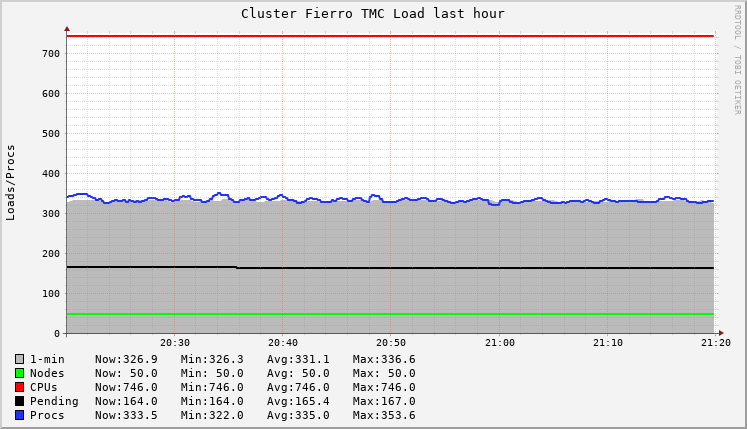 Cluster Fierro TMC Load last hour
RRDTOOL / TOBI OETIKER
Loads/Procs
700
600
500
400
300
200
100
0
20:30 20:40 20:50 21:00 21:10 21:20
1-min Now:326.9 Min:326.3 Avg:331.1 Max:336.6
Nodes Now: 50.0 Min: 50.0 Avg: 50.0 Max: 50.0
CPUs Now:746.0 Min:746.0 Avg:746.0 Max:746.0
Pending Now:164.0 Min:164.0 Avg:165.4 Max:167.0
Procs Now:333.5 Min:322.0 Avg:335.0 Max:353.6